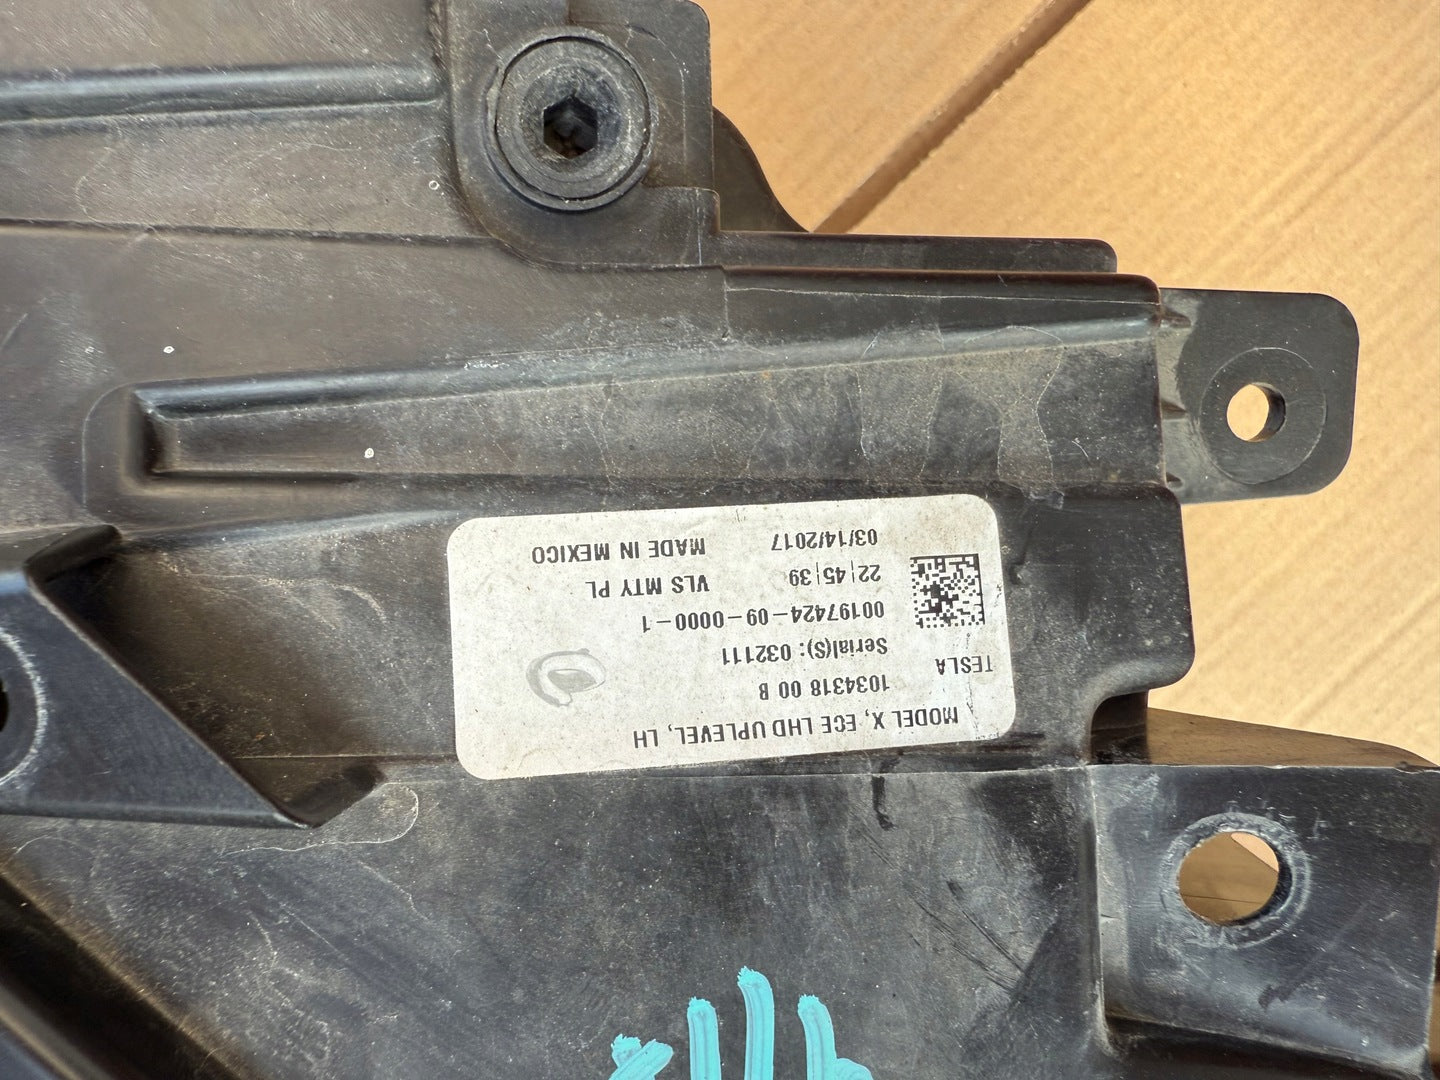 MODEL X, ECE LHD UPLEVEL, LH
1034318 00 B
TESLA
Serial(S): 032111
00197424-09-0000-1
22|45|39 VLS MTY PL
03/14/2017 MADE IN MEXICO